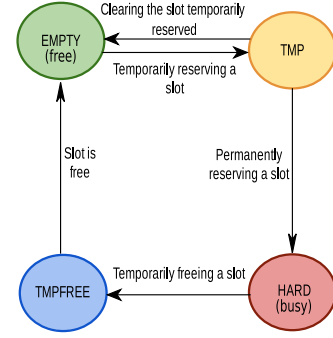 Clearing the slot temporarily
reserved
EMPTY
(free)
TMP
Temporarily reserving a
slot
Slot is
free
Permanently
reserving a slot
TMPFREE
Temporarily freeing a slot
HARD
(busy)